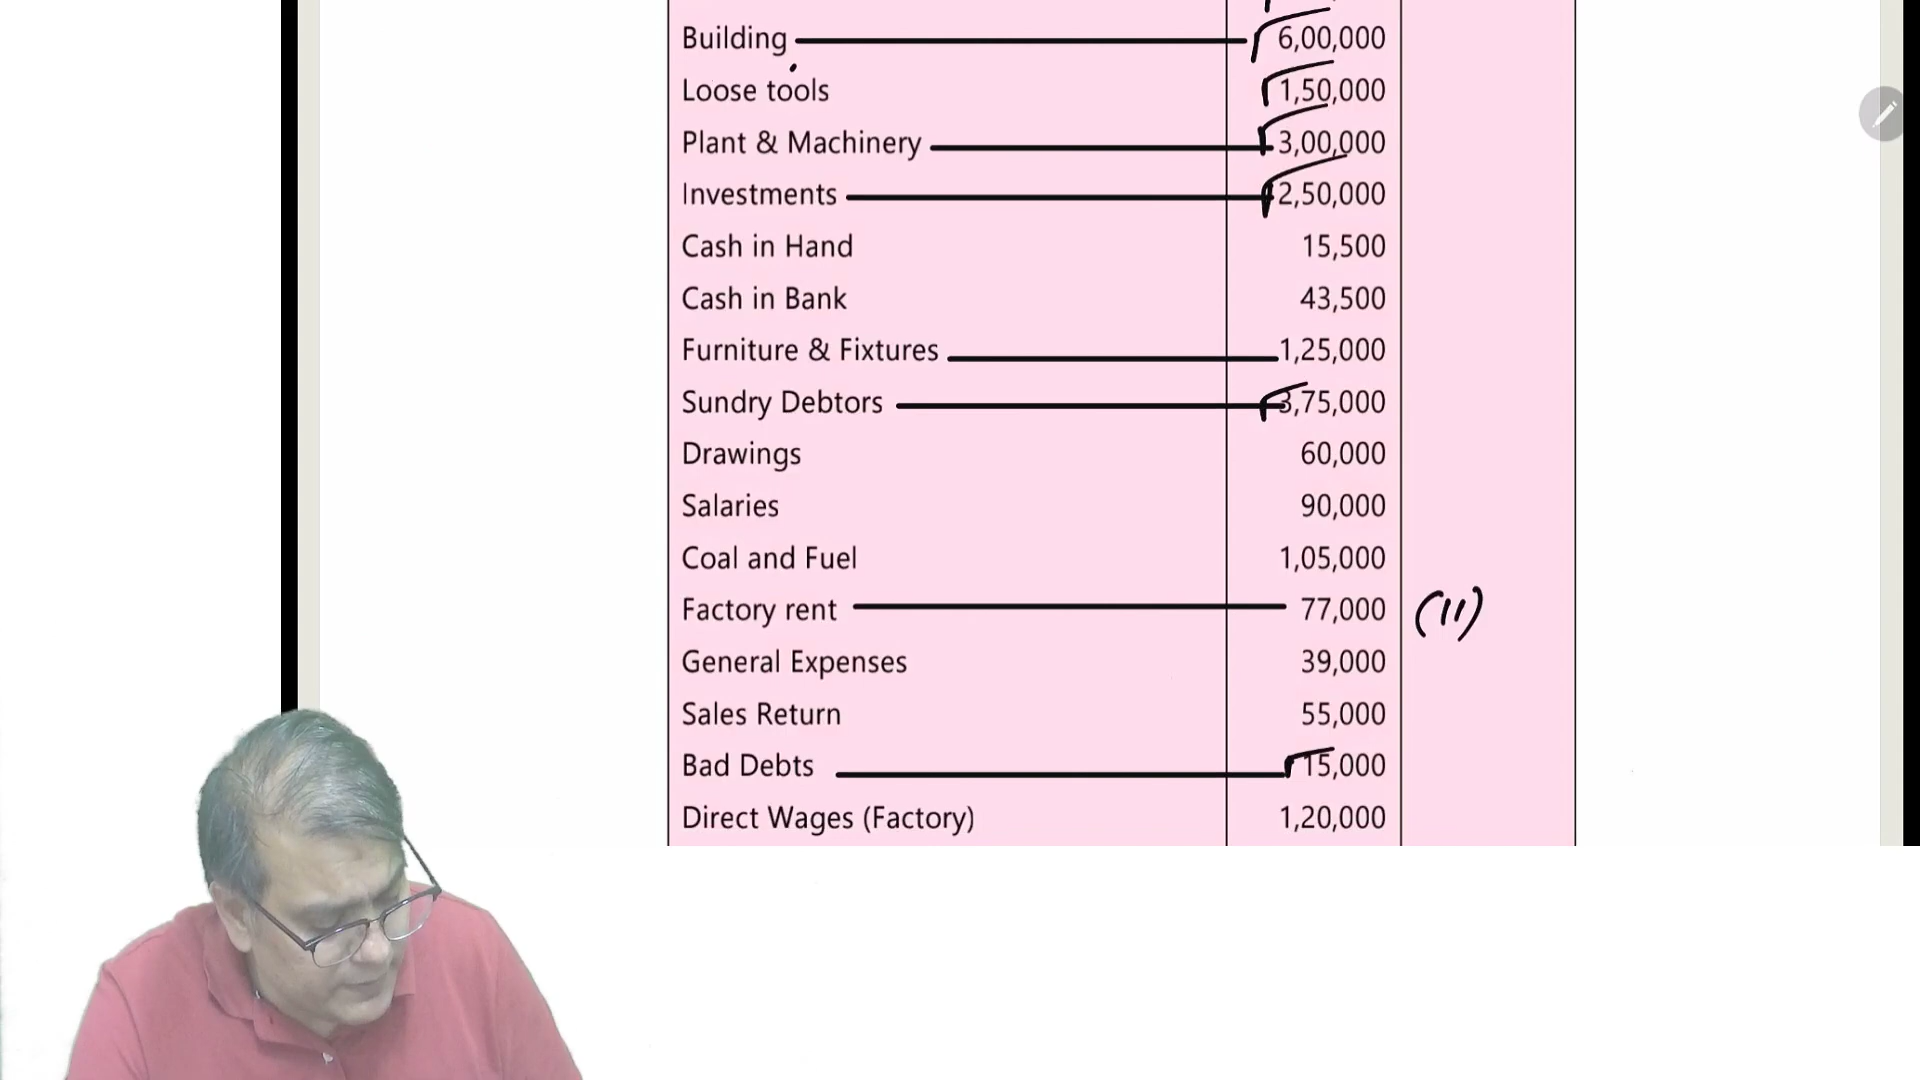 Building 6,00,000
Loose tools 1,50,000
Plant & Machinery 3,00,000
Investments 2,50,000
Cash in Hand 15,500
Cash in Bank 43,500
Furniture & Fixtures 1,25,000
Sundry Debtors 3,75,000
Drawings 60,000
Salaries 90,000
Coal and Fuel 1,05,000
Factory rent 77,000 (11)
General Expenses 39,000
Sales Return 55,000
Bad Debts 15,000
Direct Wages (Factory) 1,20,000